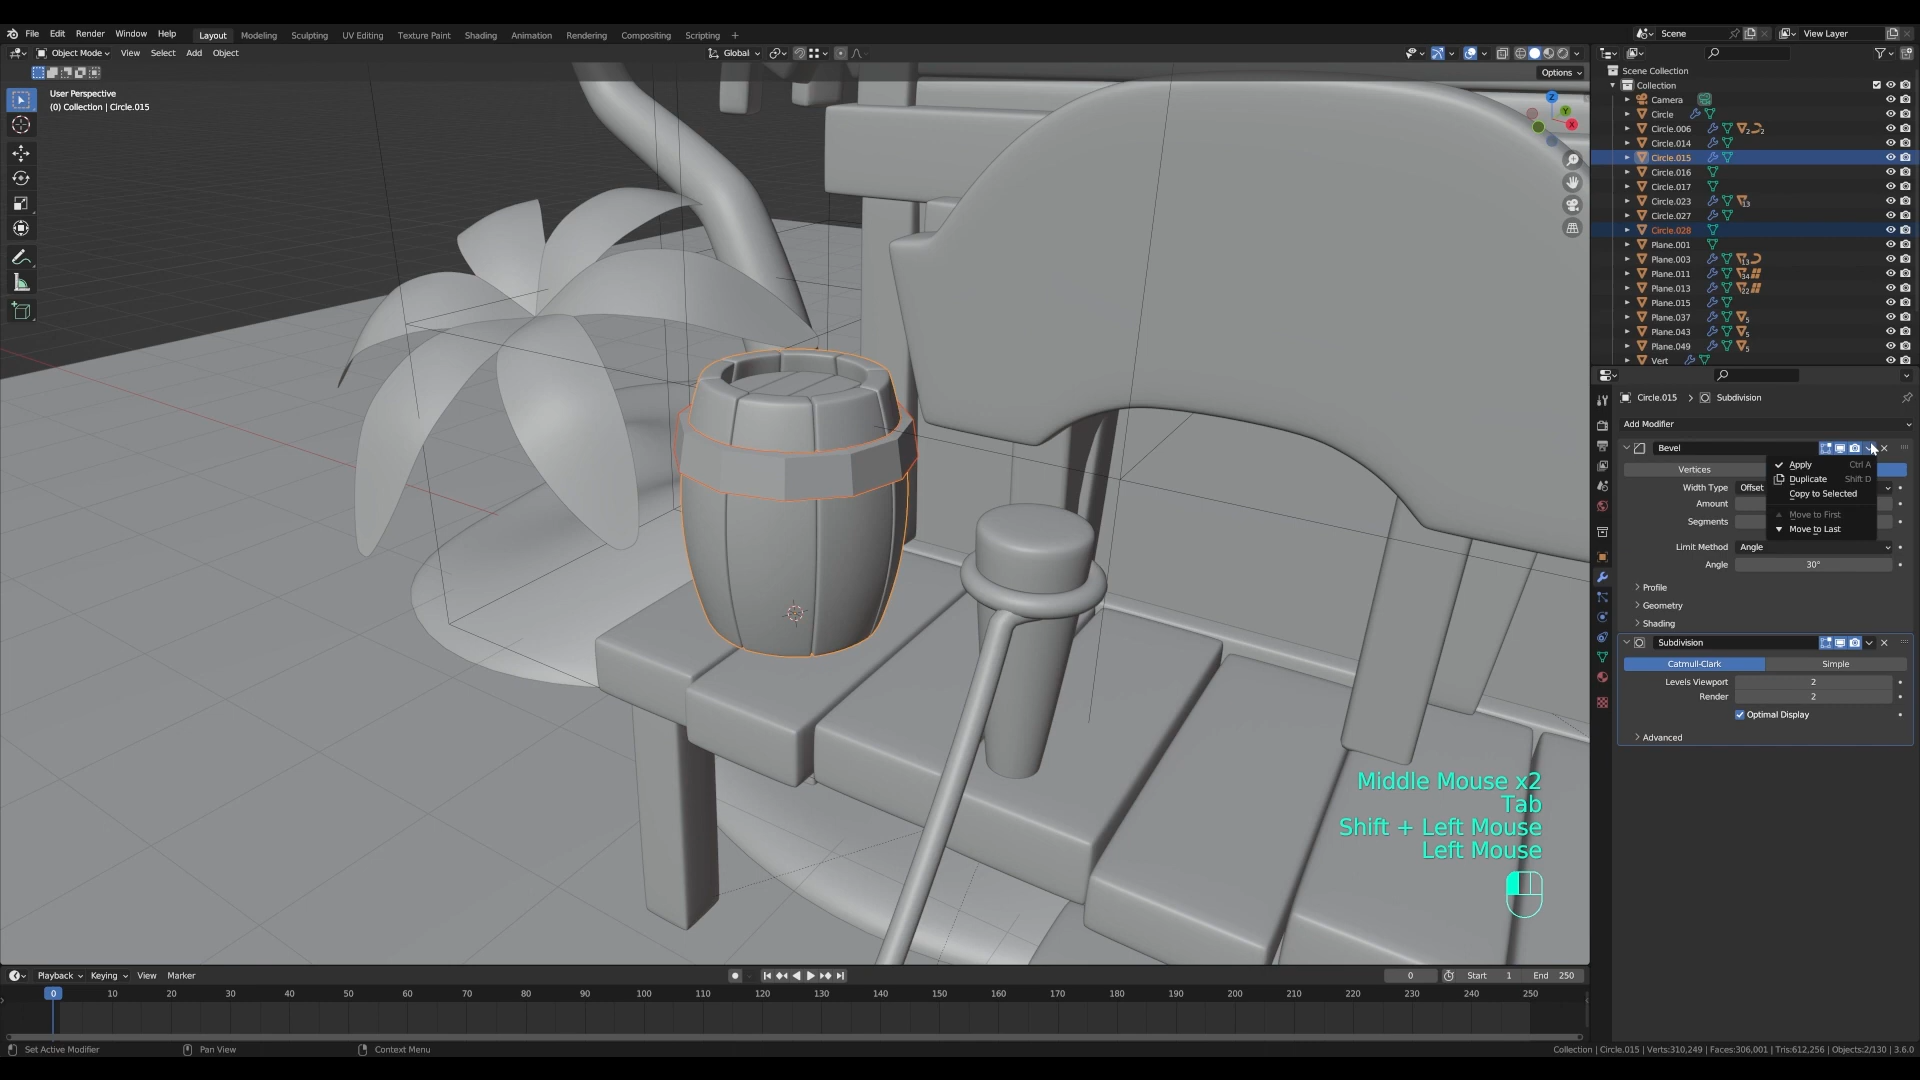 File Edit Render Window Help Layout Modeling Sculpting UV Editing Texture Paint Shading Animation Rendering Compositing Scripting + Scene View Layer
Object Mode View Select Add Object Global
Options
User Perspective
(0) Collection | Circle.015
Scene Collection
Collection
Camera
Circle
Circle.006 2 2
Circle.014
Circle.015
Circle.016
Circle.017
Circle.023 13
Circle.027
Circle.028
Plane.001
Plane.003 13
Plane.011 34
Plane.013 22
Plane.015
Plane.037 5
Plane.043 5
Plane.049 5
Vert
Circle.015 > Subdivision
Add Modifier
Bevel
Vertices
Apply Ctrl A
Duplicate Shift D
Copy to Selected
Move to First
Move to Last
Width Type Offset
Amount
Segments
Limit Method Angle
Angle 30°
Profile
Geometry
Shading
Subdivision
Catmull-Clark Simple
Levels Viewport 2
Render 2
Optimal Display
Advanced
Z
Y
X
Middle Mouse x2
Tab
Shift + Left Mouse
Left Mouse
Playback Keying View Marker 0 Start 1 End 250
0 10 20 30 40 50 60 70 80 90 100 110 120 130 140 150 160 170 180 190 200 210 220 230 240 250
Set Active Modifier Pan View Context Menu Collection | Circle.015 | Verts:310,249 | Faces:306,001 | Tris:612,256 | Objects:2/130 | 3.6.0